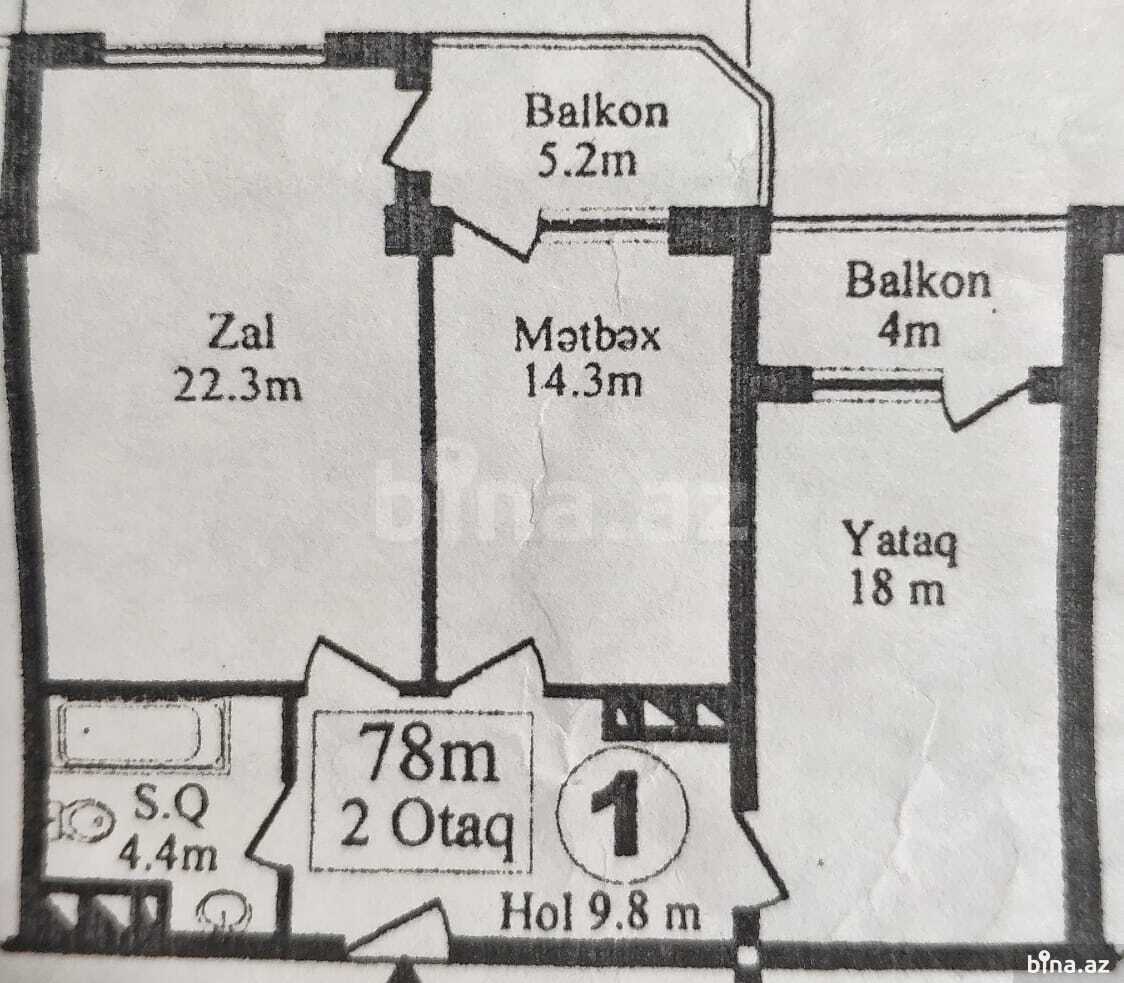 Balkon
5.2m
Balkon
4m
Zal
22.3m
Mətbəx
14.3m
bina.az
Yataq
18 m
78m
2 Otaq
1
S.Q
4.4m
Hol 9.8 m
bina.az